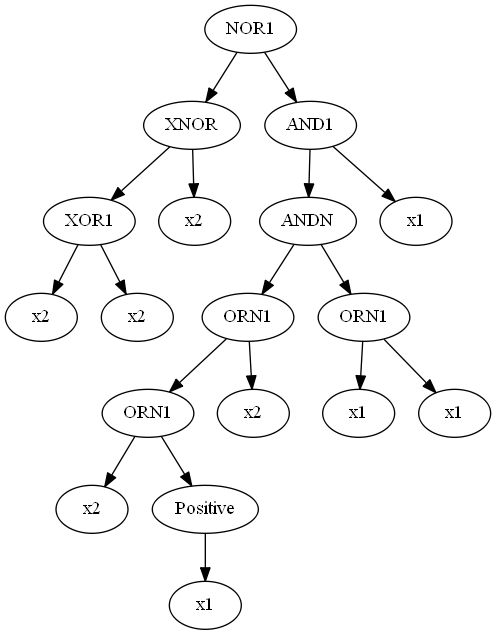 NOR1
XNOR
AND1
XOR1
x2
ANDN
x1
x2
x2
ORN1
ORN1
ORN1
x2
x1
x1
x2
Positive
x1